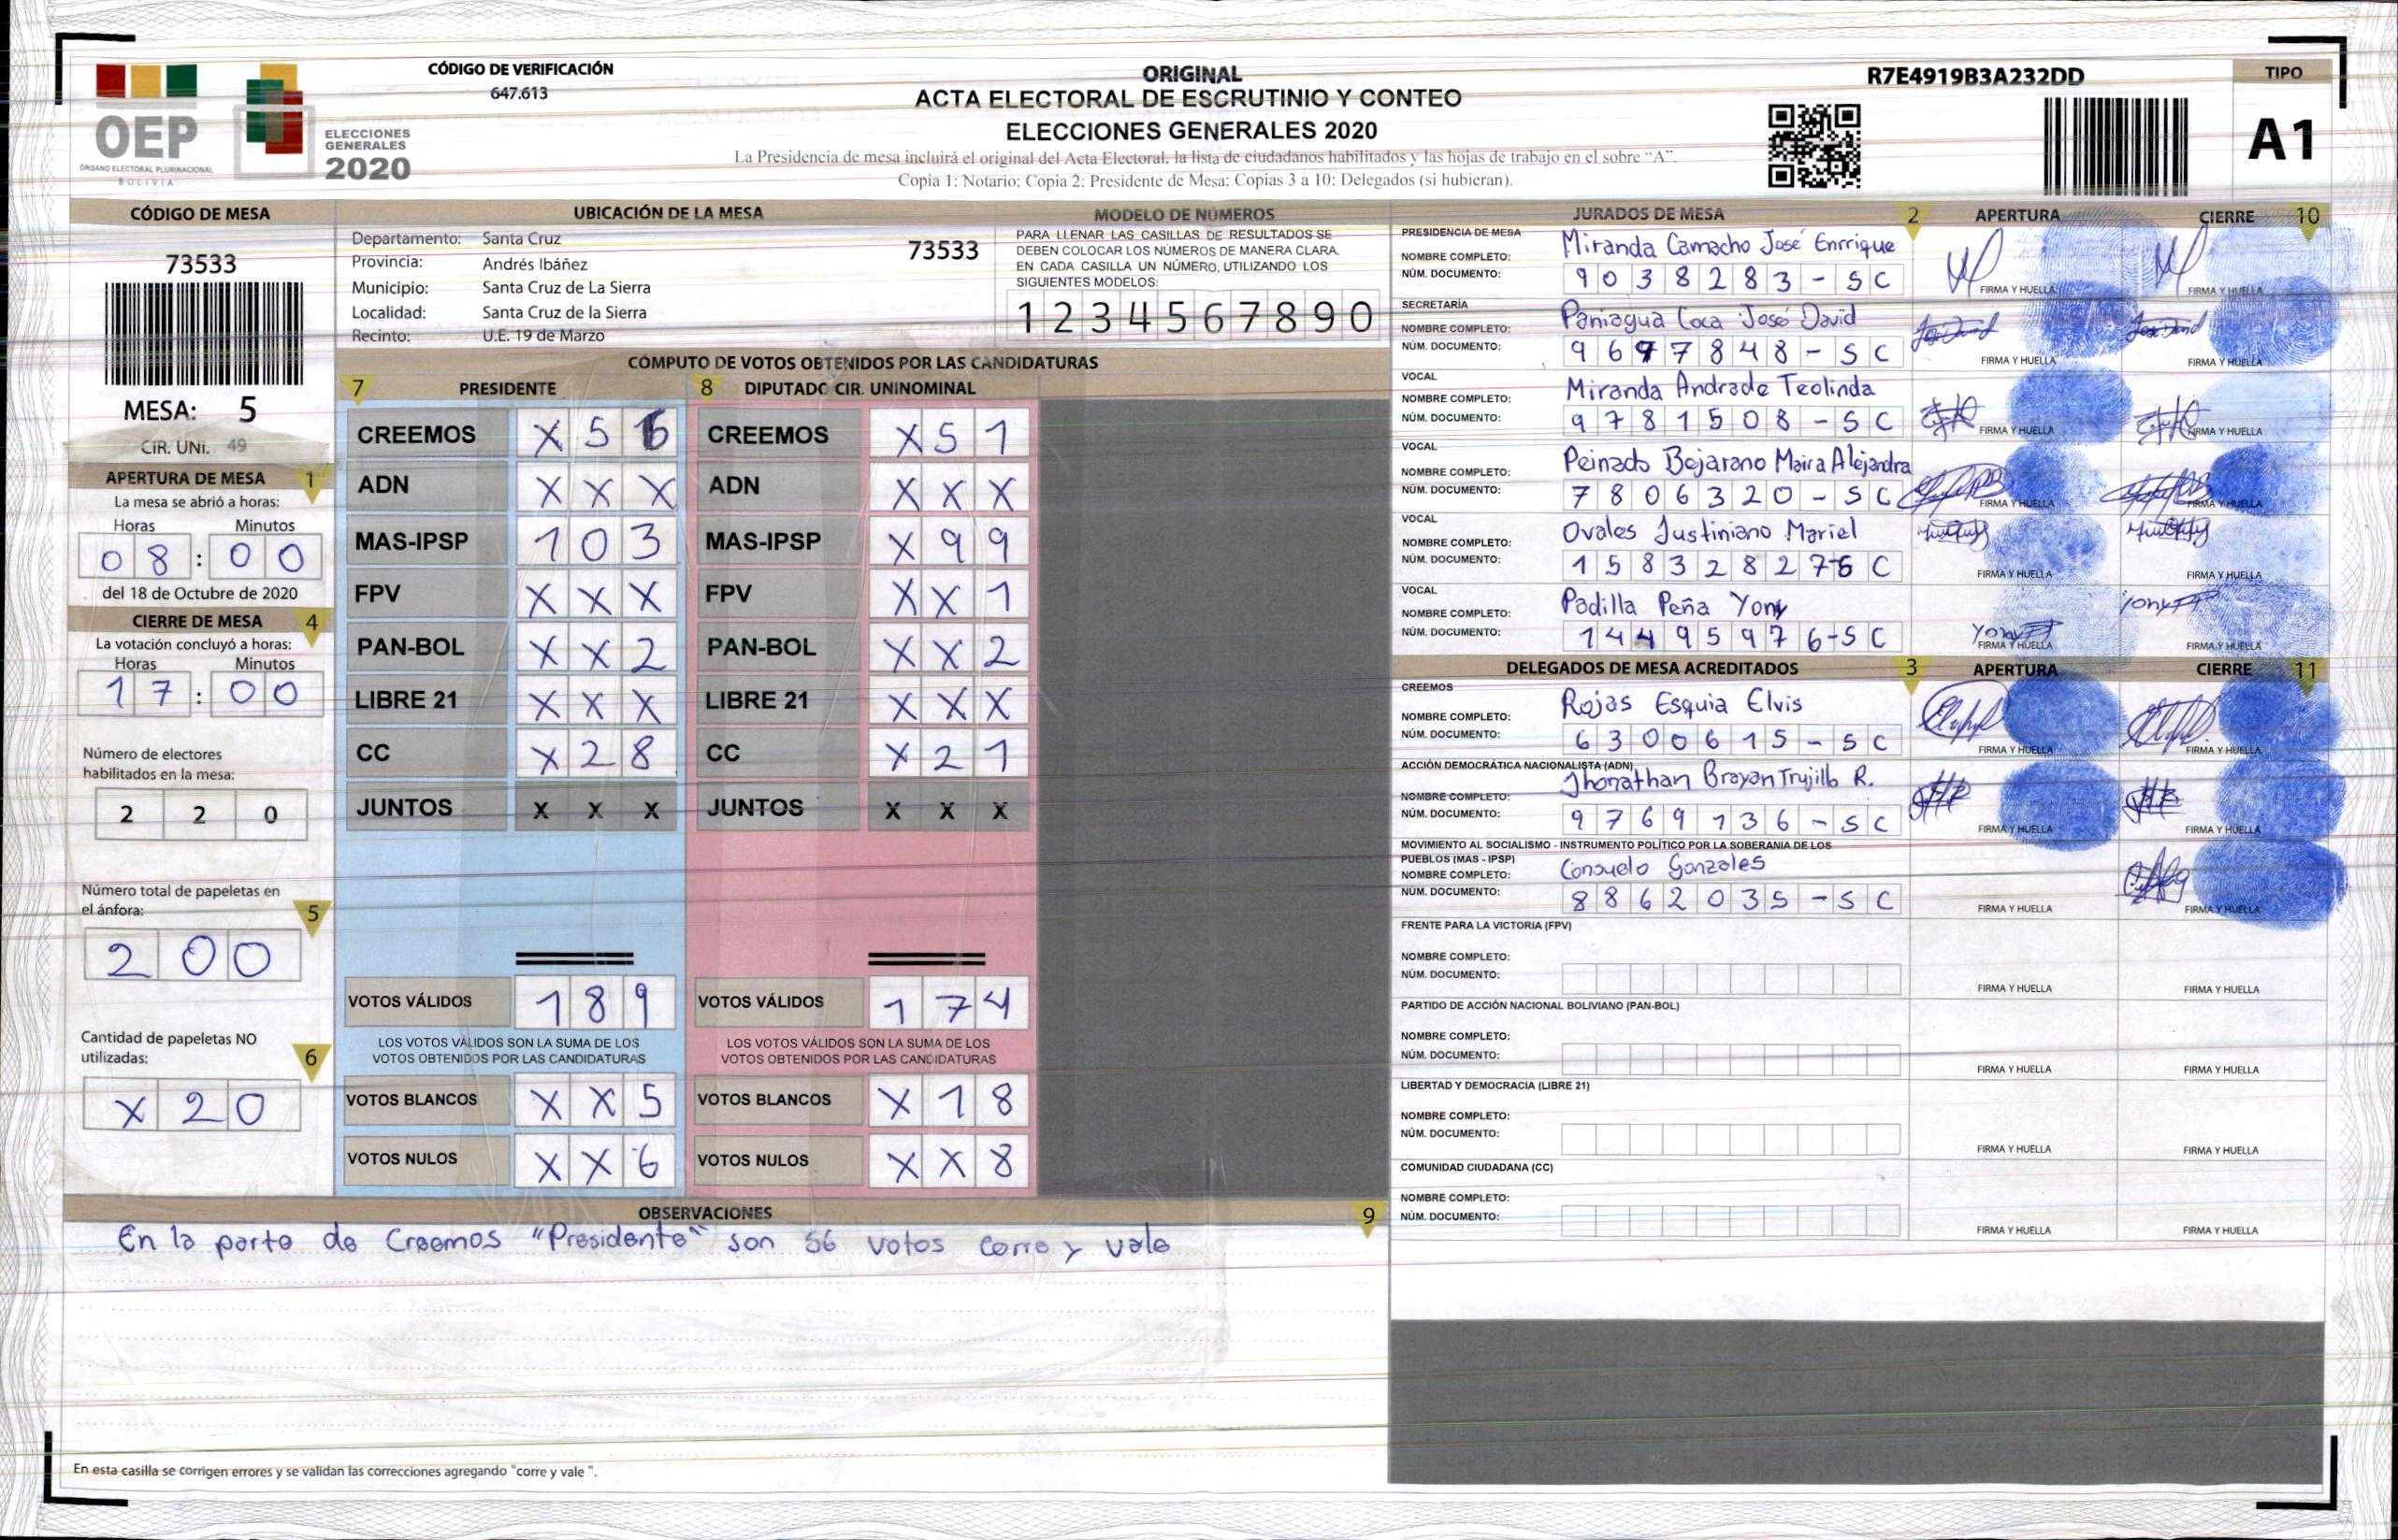 CÓDIGO DE VERIFICACIÓN
647.613
OEP
ÓRGANO ELECTORAL PLURINACIONAL
BOLIVIA
ELECCIONES
GENERALES
2020
ORIGINAL
ACTA ELECTORAL DE ESCRUTINIO Y CONTEO
ELECCIONES GENERALES 2020
La Presidencia de mesa incluirá el original del Acta Electoral, la lista de ciudadanos habilitados y las hojas de trabajo en el sobre "A".
Copia 1: Notario; Copia 2: Presidente de Mesa; Copias 3 a 10: Delegados (si hubieran).
R7E4919B3A232DD
TIPO
A1
CÓDIGO DE MESA
73533
MESA: 5
CIR. UNI. 49
APERTURA DE MESA 1
La mesa se abrió a horas:
Horas Minutos
08:00
del 18 de Octubre de 2020
CIERRE DE MESA 4
La votación concluyó a horas:
Horas Minutos
17:00
Número de electores
habilitados en la mesa:
2 2 0
Número total de papeletas en
el ánfora: 5
2 0 0
Cantidad de papeletas NO
utilizadas: 6
X 2 0
UBICACIÓN DE LA MESA
Departamento: Santa Cruz
Provincia: Andrés Ibáñez
Municipio: Santa Cruz de La Sierra
Localidad: Santa Cruz de la Sierra
Recinto: U.E. 19 de Marzo
73533
MODELO DE NÚMEROS
PARA LLENAR LAS CASILLAS DE RESULTADOS SE
DEBEN COLOCAR LOS NÚMEROS DE MANERA CLARA.
EN CADA CASILLA UN NÚMERO, UTILIZANDO LOS
SIGUIENTES MODELOS:
1 2 3 4 5 6 7 8 9 0
CÓMPUTO DE VOTOS OBTENIDOS POR LAS CANDIDATURAS
7 PRESIDENTE 8 DIPUTADO CIR. UNINOMINAL
CREEMOS X 5 6 CREEMOS X 5 1
ADN X X X ADN X X X
MAS-IPSP 1 0 3 MAS-IPSP X 9 9
FPV X X X FPV X X 1
PAN-BOL X X 2 PAN-BOL X X 2
LIBRE 21 X X X LIBRE 21 X X X
CC X 2 8 CC X 2 1
JUNTOS X X X JUNTOS X X X
VOTOS VÁLIDOS 1 8 9 VOTOS VÁLIDOS 1 7 4
LOS VOTOS VÁLIDOS SON LA SUMA DE LOS LOS VOTOS VÁLIDOS SON LA SUMA DE LOS
VOTOS OBTENIDOS POR LAS CANDIDATURAS VOTOS OBTENIDOS POR LAS CANDIDATURAS
VOTOS BLANCOS X X 5 VOTOS BLANCOS X 1 8
VOTOS NULOS X X 6 VOTOS NULOS X X 8
OBSERVACIONES 9
En la parte de Creemos "Presidente" son 56 votos corre y vale
En esta casilla se corrigen errores y se validan las correcciones agregando "corre y vale ".
JURADOS DE MESA 2 APERTURA CIERRE 10
PRESIDENCIA DE MESA
NOMBRE COMPLETO: Miranda Camacho José Enrrique
NÚM. DOCUMENTO: 9038283-SC
FIRMA Y HUELLA FIRMA Y HUELLA
SECRETARÍA
NOMBRE COMPLETO: Paniagua Coca José David
NÚM. DOCUMENTO: 9677848-SC
FIRMA Y HUELLA FIRMA Y HUELLA
VOCAL
NOMBRE COMPLETO: Miranda Andrade Teolinda
NÚM. DOCUMENTO: 9781508-SC
FIRMA Y HUELLA FIRMA Y HUELLA
VOCAL
NOMBRE COMPLETO: Peinado Bejarano Maira Alejandra
NÚM. DOCUMENTO: 7806320-SC
FIRMA Y HUELLA FIRMA Y HUELLA
VOCAL
NOMBRE COMPLETO: Ovales Justiniano Mariel
NÚM. DOCUMENTO:
FIRMA Y HUELLA FIRMA Y HUELLA
VOCAL
NOMBRE COMPLETO: Padilla Peña Yony
NÚM. DOCUMENTO: 14495976-SC
FIRMA Y HUELLA FIRMA Y HUELLA
DELEGADOS DE MESA ACREDITADOS 3 APERTURA CIERRE 11
CREEMOS
NOMBRE COMPLETO: Rojas Esquia Elvis
NÚM. DOCUMENTO: 6300615-SC
FIRMA Y HUELLA FIRMA Y HUELLA
ACCIÓN DEMOCRÁTICA NACIONALISTA (ADN)
NOMBRE COMPLETO: Jhonathan Brayan Trujillo R.
NÚM. DOCUMENTO: 9769136-SC
FIRMA Y HUELLA FIRMA Y HUELLA
MOVIMIENTO AL SOCIALISMO - INSTRUMENTO POLÍTICO POR LA SOBERANIA DE LOS
PUEBLOS (MAS - IPSP)
NOMBRE COMPLETO: Consuelo Gonzales
NÚM. DOCUMENTO: 8862035-SC
FIRMA Y HUELLA FIRMA Y HUELLA
FRENTE PARA LA VICTORIA (FPV)
NOMBRE COMPLETO:
NÚM. DOCUMENTO:
FIRMA Y HUELLA FIRMA Y HUELLA
PARTIDO DE ACCIÓN NACIONAL BOLIVIANO (PAN-BOL)
NOMBRE COMPLETO:
NÚM. DOCUMENTO:
FIRMA Y HUELLA FIRMA Y HUELLA
LIBERTAD Y DEMOCRACIA (LIBRE 21)
NOMBRE COMPLETO:
NÚM. DOCUMENTO:
FIRMA Y HUELLA FIRMA Y HUELLA
COMUNIDAD CIUDADANA (CC)
NOMBRE COMPLETO:
NÚM. DOCUMENTO:
FIRMA Y HUELLA FIRMA Y HUELLA